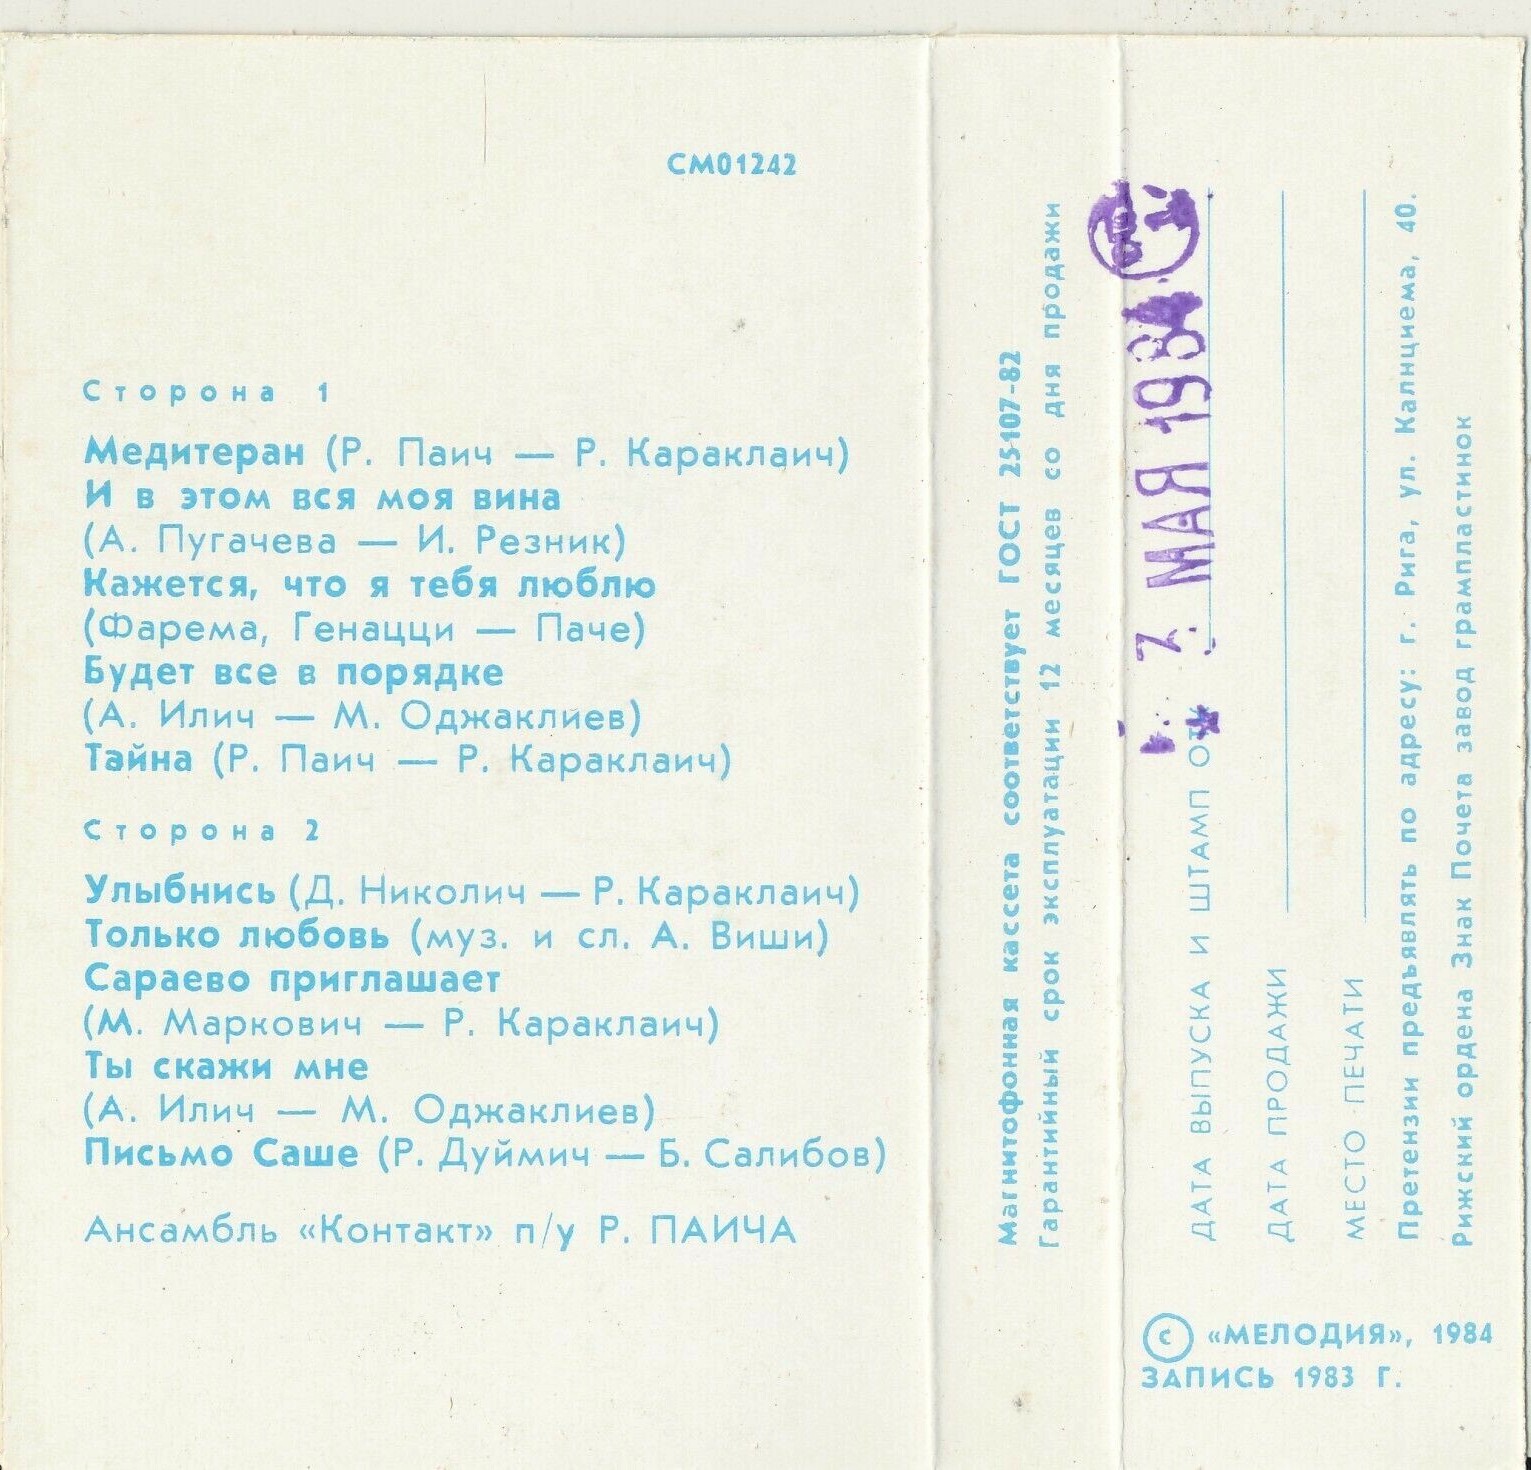 СМ01242
Сторона 1
Медитеран (Р. Паич — Р. Караклаич)
И в этом вся моя вина
(А. Пугачева — И. Резник)
Кажется, что я тебя люблю
(Фарема, Генацци — Паче)
Будет все в порядке
(А. Илич — М. Оджаклиев)
Тайна (Р. Паич — Р. Караклаич)
Сторона 2
Улыбнись (Д. Николич — Р. Караклаич)
Только любовь (муз. и сл. А. Виши)
Сараево приглашает
(М. Маркович — Р. Караклаич)
Ты скажи мне
(А. Илич — М. Оджаклиев)
Письмо Саше (Р. Дуймич — Б. Салибов)
Ансамбль «Контакт» п/у Р. ПАИЧА
Магнитофонная кассета соответствует ГОСТ 25-107-82
Гарантийный срок эксплуатации 12 месяцев со дня продажи
ДАТА ВЫПУСКА И ШТАМП
МАЯ 1984
ДАТА ПРОДАЖИ
МЕСТО ПЕЧАТИ
Претензии предъявлять по адресу: г. Рига, ул. Калнциема, 40.
Рижский ордена Знак Почета завод грампластинок
© «МЕЛОДИЯ», 1984
ЗАПИСЬ 1983 Г.